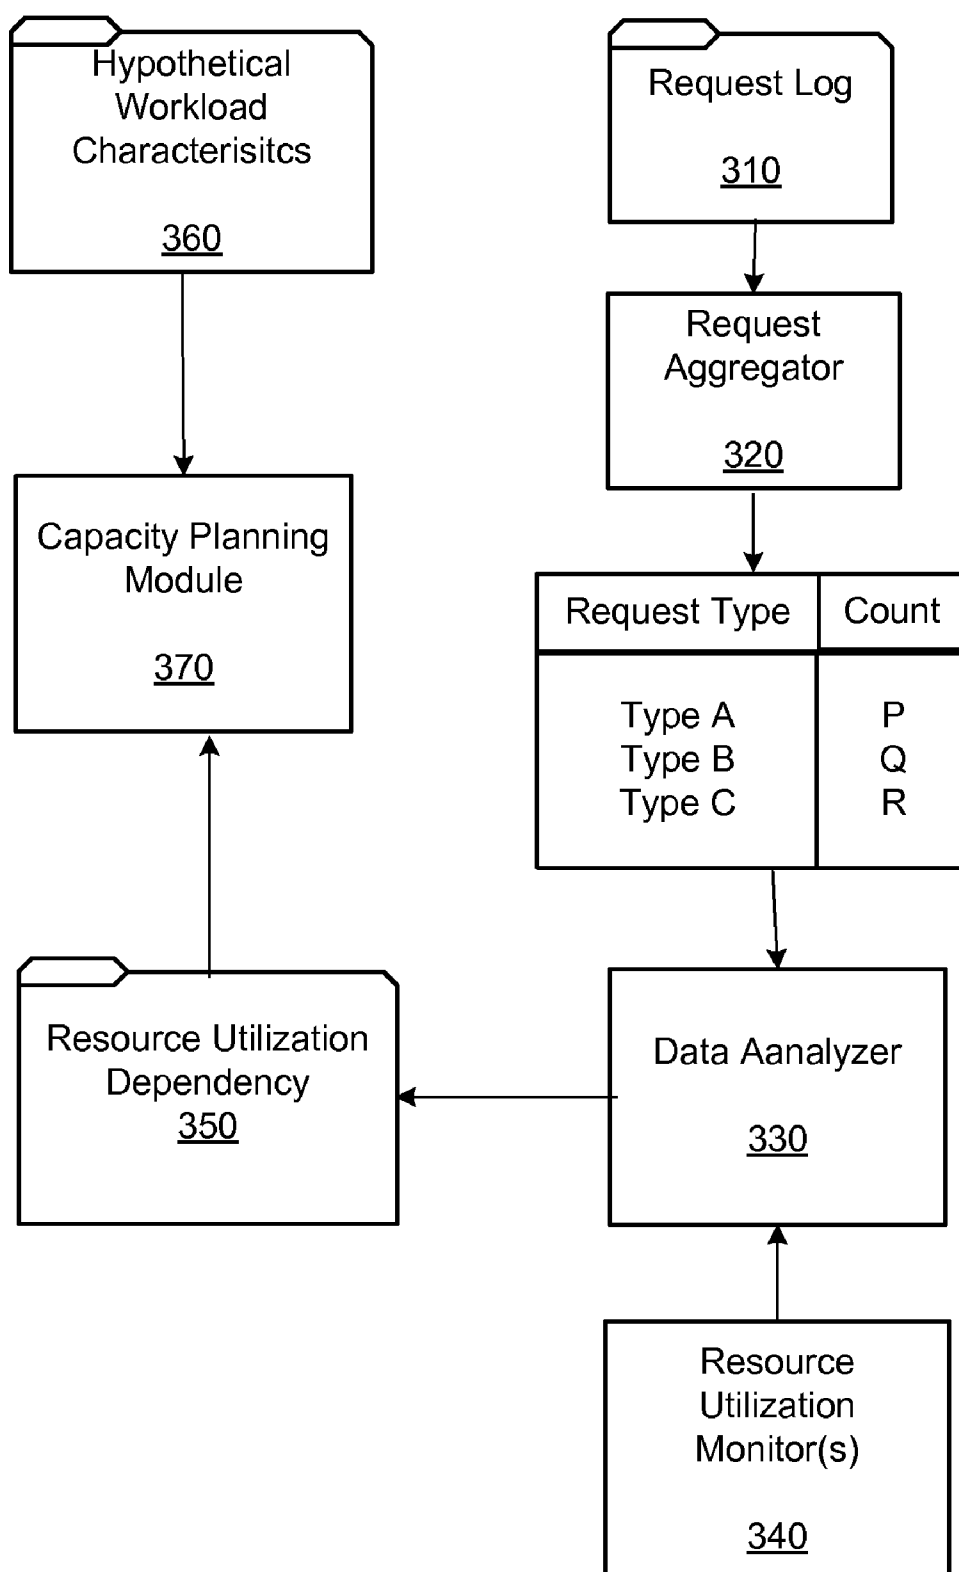 Hypothetical
Workload
Characterisitcs
360
Request Log
310
Request
Aggregator
320
Capacity Planning
Module
370
Request Type Count
Type A P
Type B Q
Type C R
Resource Utilization
Dependency
350
Data Aanalyzer
330
Resource
Utilization
Monitor(s)
340